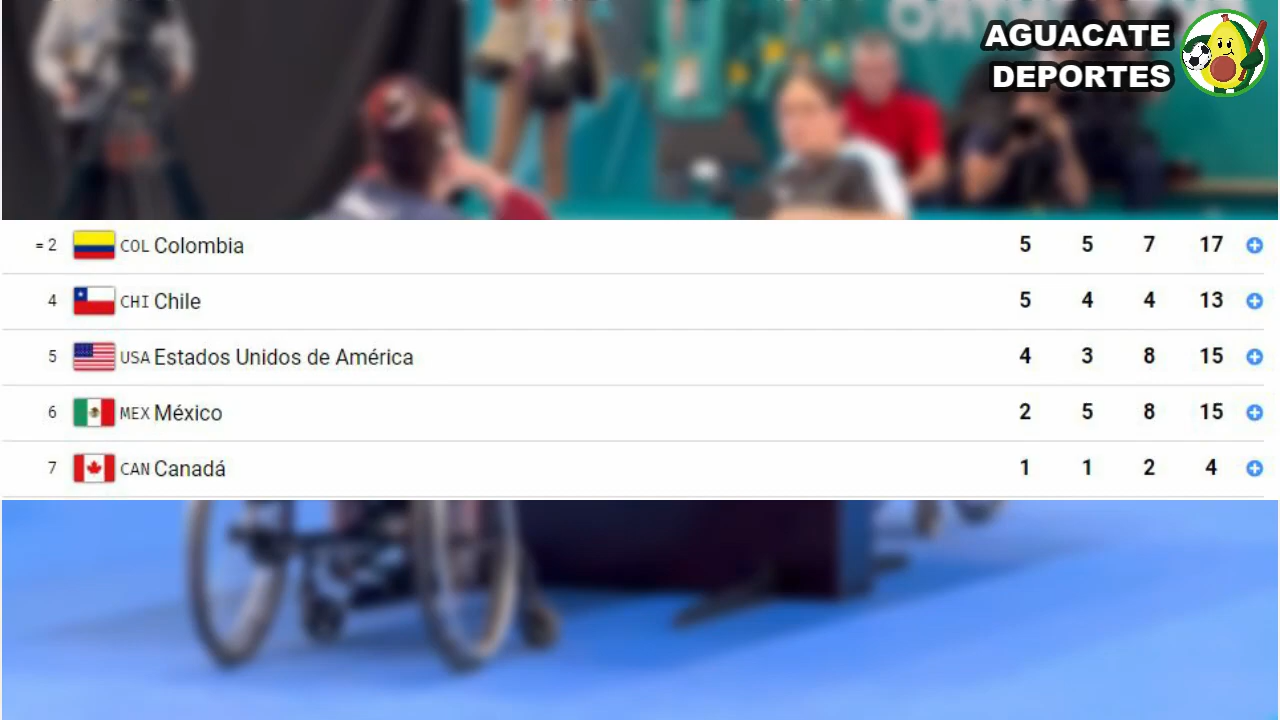 AGUACATE
DEPORTES
= 2 COL Colombia 5 5 7 17
4 CHI Chile 5 4 4 13
5 USA Estados Unidos de América 4 3 8 15
6 MEX México 2 5 8 15
7 CAN Canadá 1 1 2 4